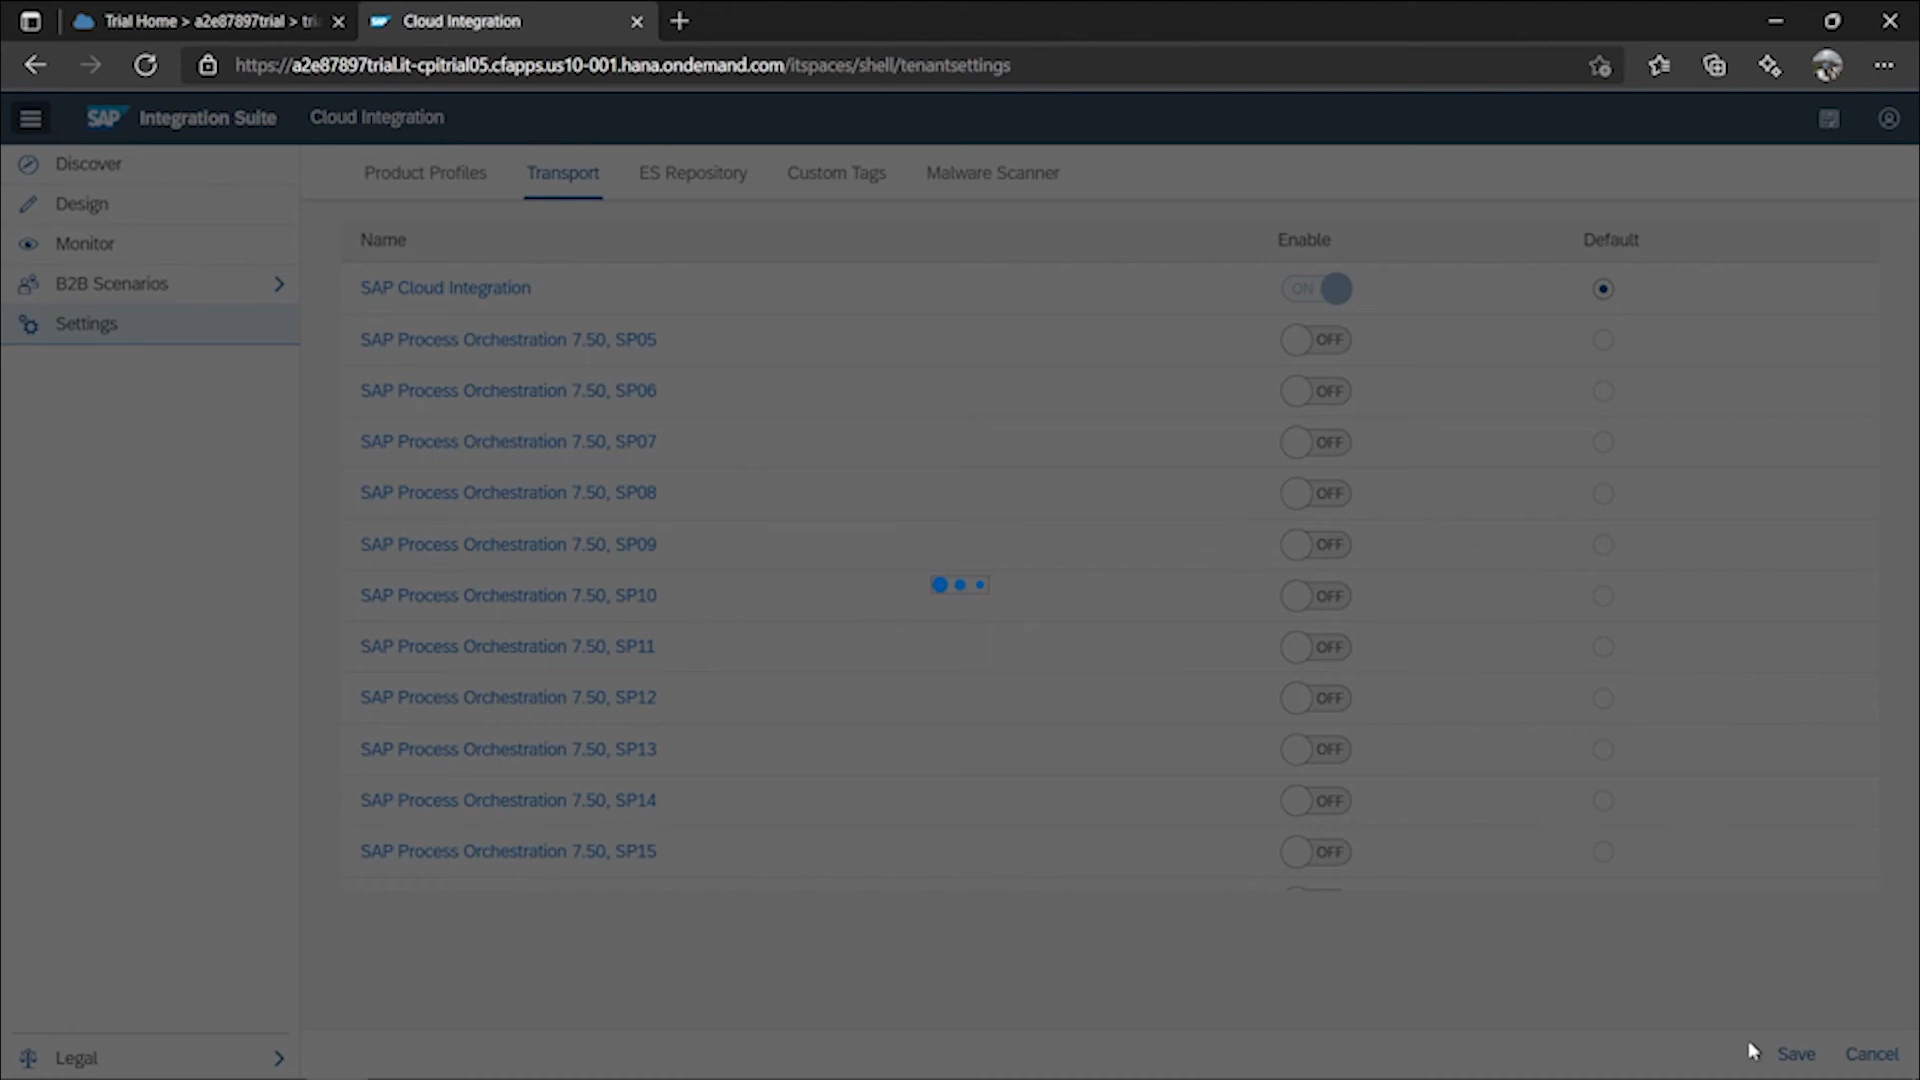 Trial Home > a2e87897trial > tri
Cloud Integration
https://a2e87897trial.it-cpitrial05.cfapps.us10-001.hana.ondemand.com/itspaces/shell/tenantsettings
SAP Integration Suite Cloud Integration
Discover
Design
Monitor
B2B Scenarios
Settings
Legal
Product Profiles Transport ES Repository Custom Tags Malware Scanner
Name Enable Default
SAP Cloud Integration ON
SAP Process Orchestration 7.50, SP05 OFF
SAP Process Orchestration 7.50, SP06 OFF
SAP Process Orchestration 7.50, SP07 OFF
SAP Process Orchestration 7.50, SP08 OFF
SAP Process Orchestration 7.50, SP09 OFF
SAP Process Orchestration 7.50, SP10 OFF
SAP Process Orchestration 7.50, SP11 OFF
SAP Process Orchestration 7.50, SP12 OFF
SAP Process Orchestration 7.50, SP13 OFF
SAP Process Orchestration 7.50, SP14 OFF
SAP Process Orchestration 7.50, SP15 OFF
Save Cancel